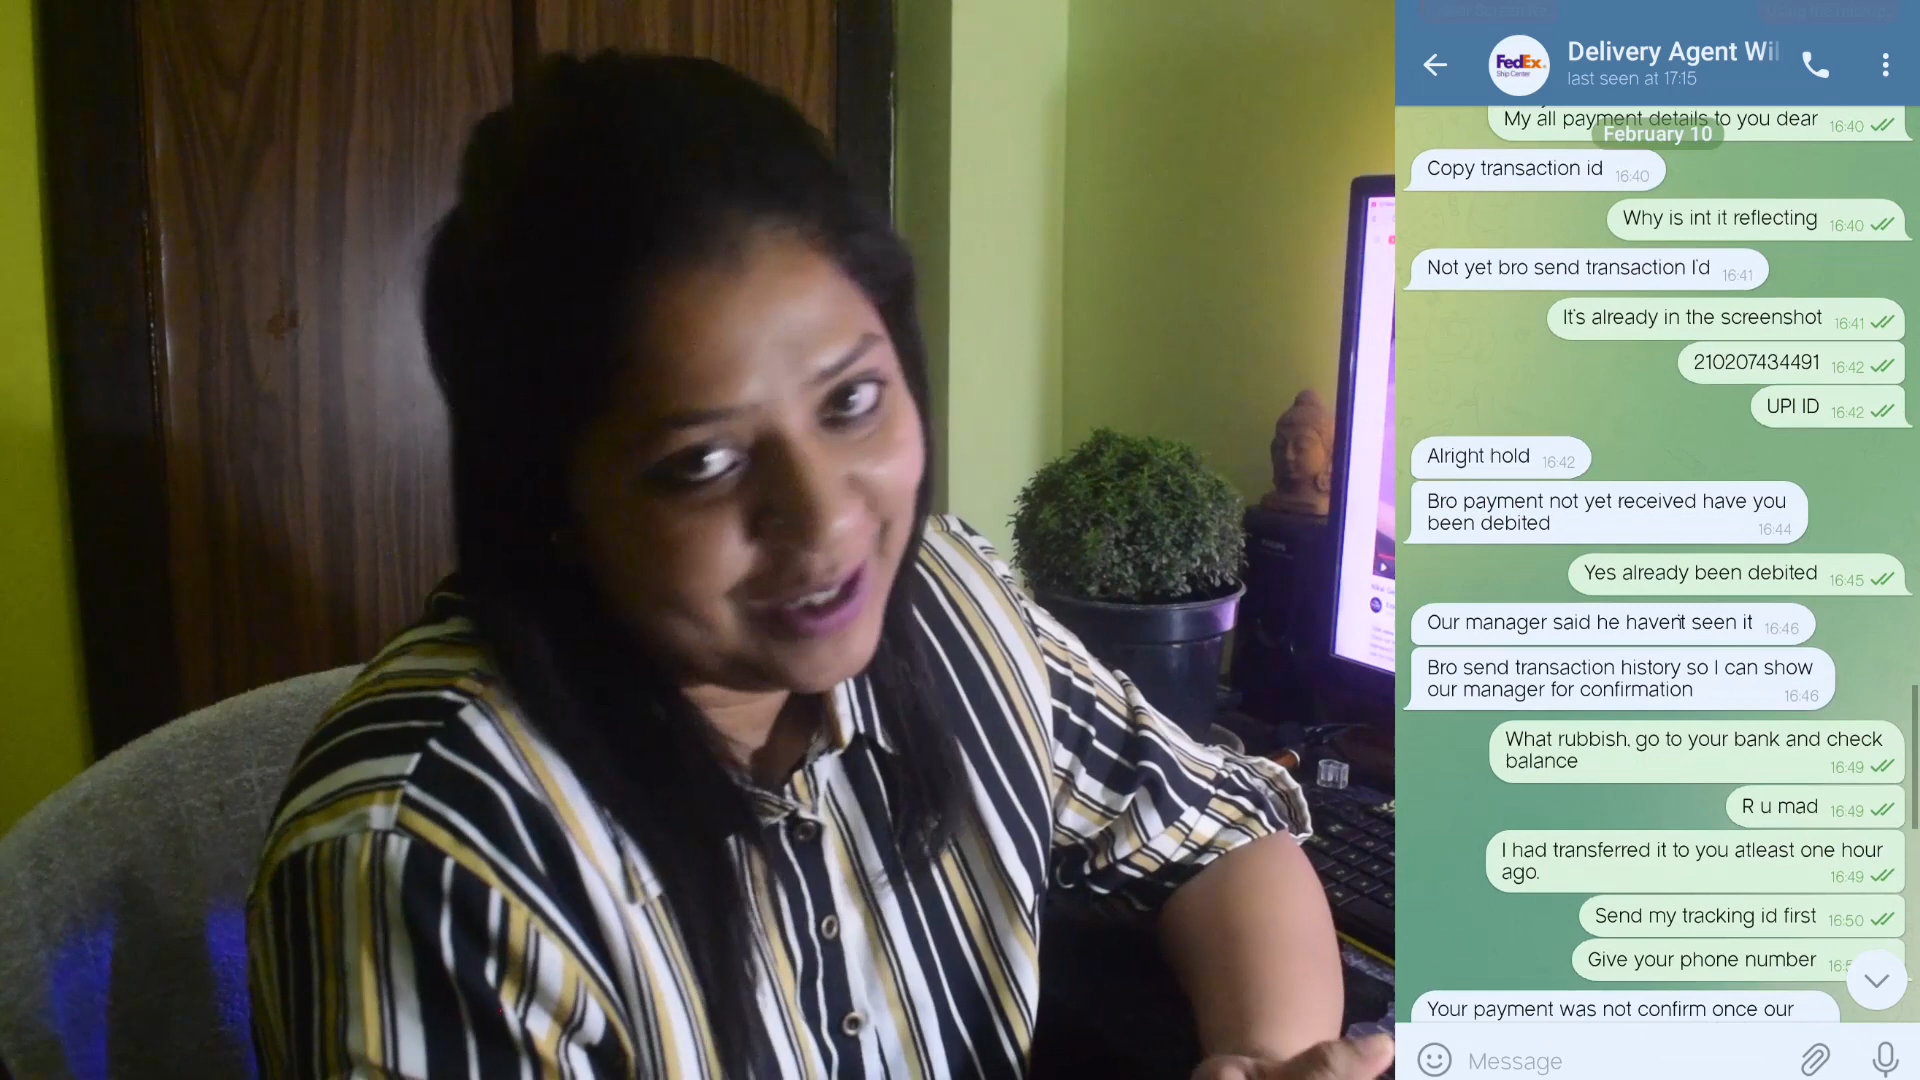 FedEx
Ship Center
Delivery Agent Wil
last seen at 17:15
My all payment details to you dear 16:40
February 10
Copy transaction id 16:40
Why is int it reflecting 16:40
Not yet bro send transaction I'd 16:41
It's already in the screenshot 16:41
210207434491 16:42
UPI ID 16:42
Alright hold 16:42
Bro payment not yet received have you
been debited 16:44
Yes already been debited 16:45
Our manager said he haven't seen it 16:46
Bro send transaction history so I can show
our manager for confirmation 16:46
What rubbish, go to your bank and check
balance 16:49
R u mad 16:49
I had transferred it to you atleast one hour
ago. 16:49
Send my tracking id first 16:50
Give your phone number
Your payment was not confirm once our
Message
PHILIPS